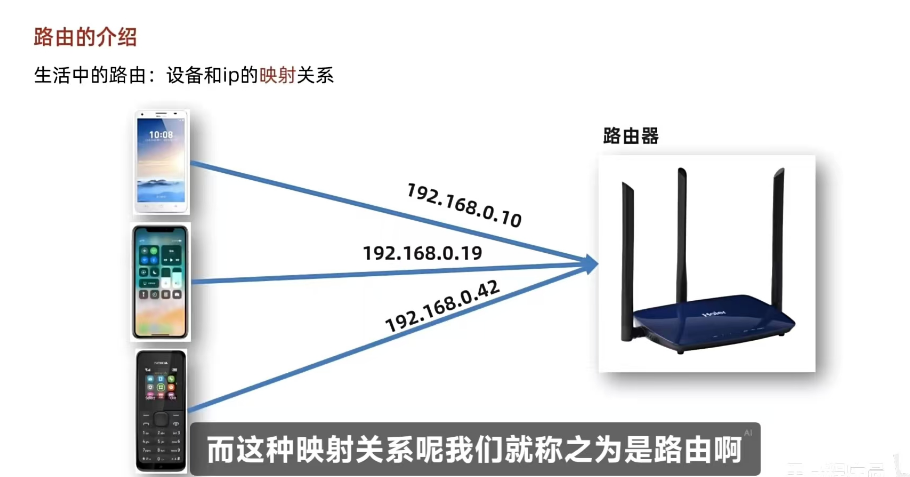 路由的介绍
生活中的路由：设备和ip的映射关系
10:08
路由器
192.168.0.10
192.168.0.19
192.168.0.42
Haier
而这种映射关系呢我们就称之为是路由啊
AI